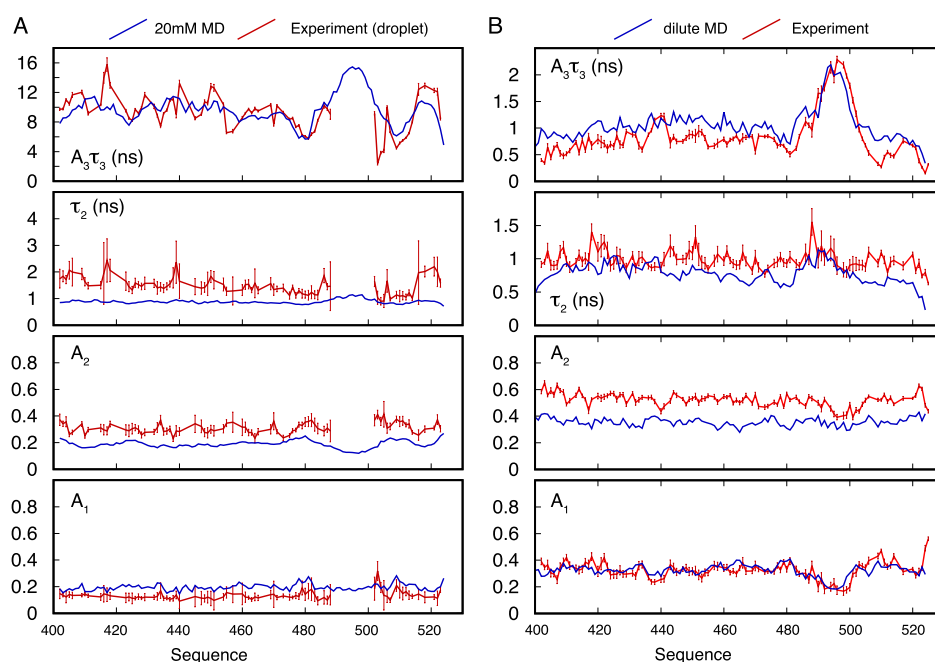 A
20mM MD
Experiment (droplet)
16
12
8
4
0
A₃τ₃ (ns)
τ₂ (ns)
4
3
2
1
0
A₂
0.8
0.6
0.4
0.2
0
A₁
0.8
0.6
0.4
0.2
0
400 420 440 460 480 500 520
Sequence
B
dilute MD
Experiment
A₃τ₃ (ns)
2
1.5
1
0.5
0
1.5
1
0.5
0
τ₂ (ns)
A₂
0.8
0.6
0.4
0.2
0
A₁
0.8
0.6
0.4
0.2
0
400 420 440 460 480 500 520
Sequence